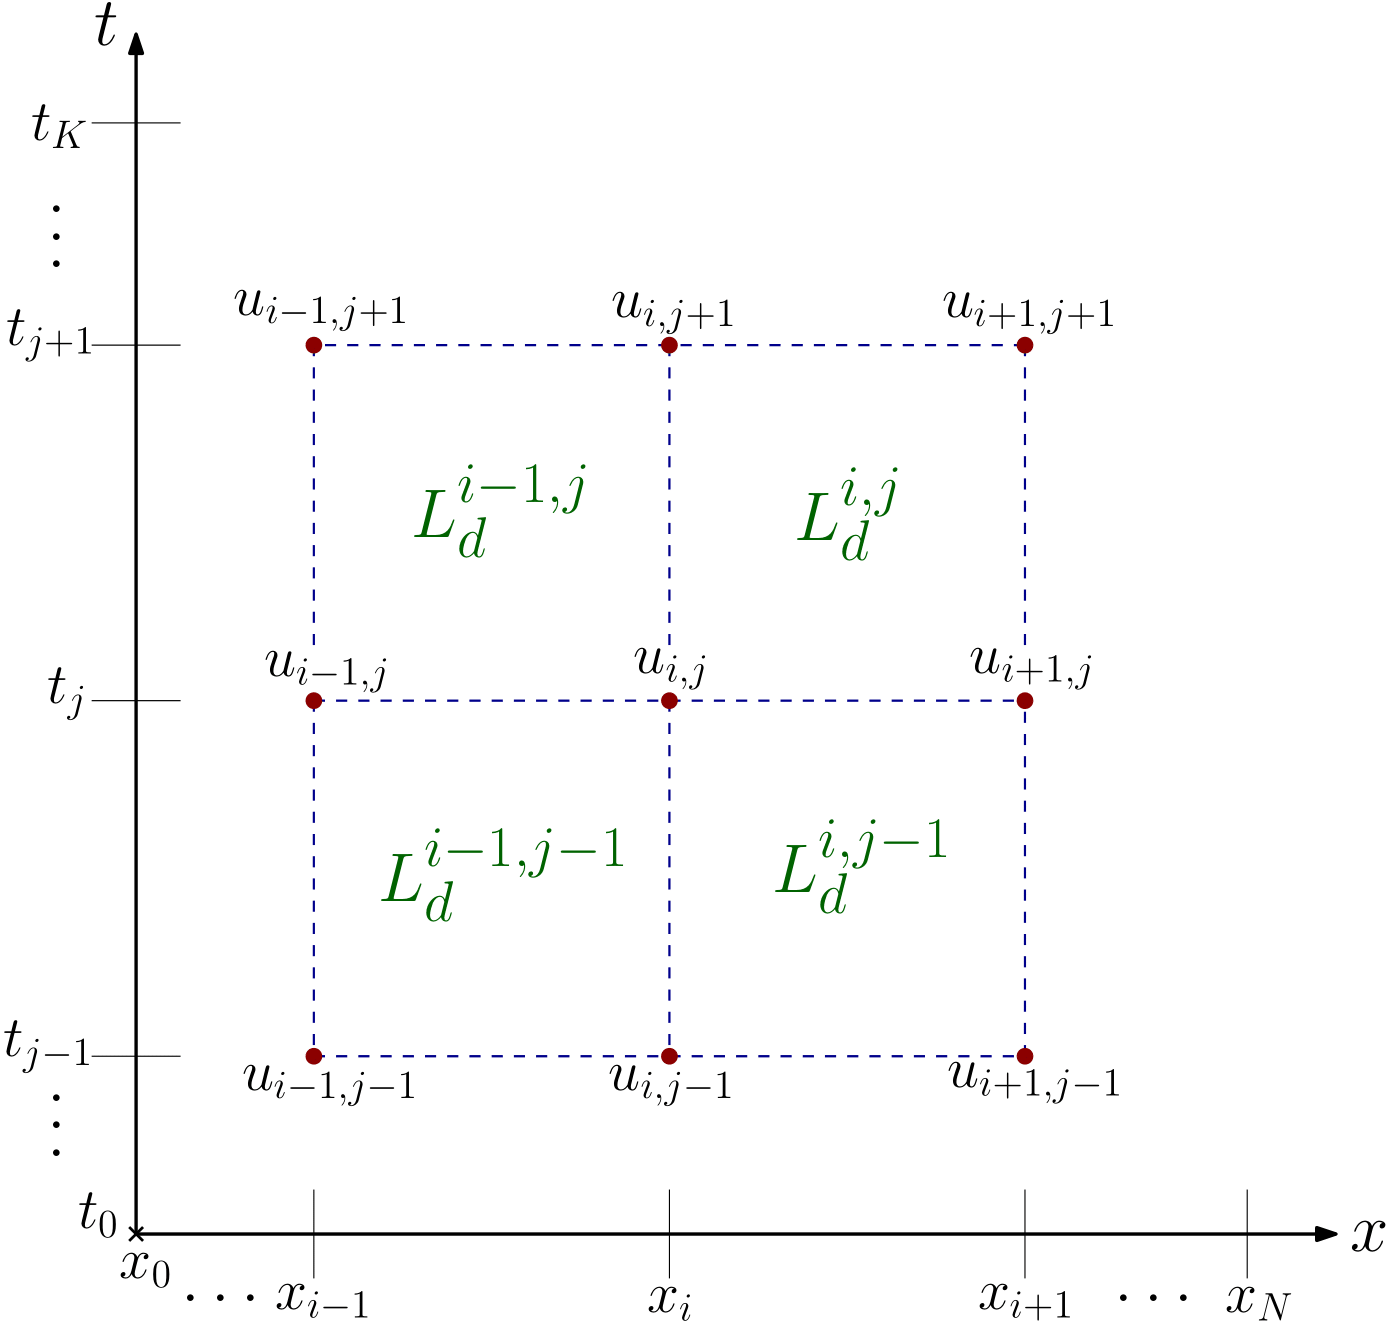 t
t_K
⋮
u_{i−1,j+1} u_{i,j+1} u_{i+1,j+1}
t_{j+1}
L_d^{i−1,j} L_d^{i,j}
u_{i−1,j} u_{i,j} u_{i+1,j}
t_j
L_d^{i−1,j−1} L_d^{i,j−1}
t_{j−1}
u_{i−1,j−1} u_{i,j−1} u_{i+1,j−1}
⋮
t_0
x
x_0 ⋯ x_{i−1} x_i x_{i+1} ⋯ x_N